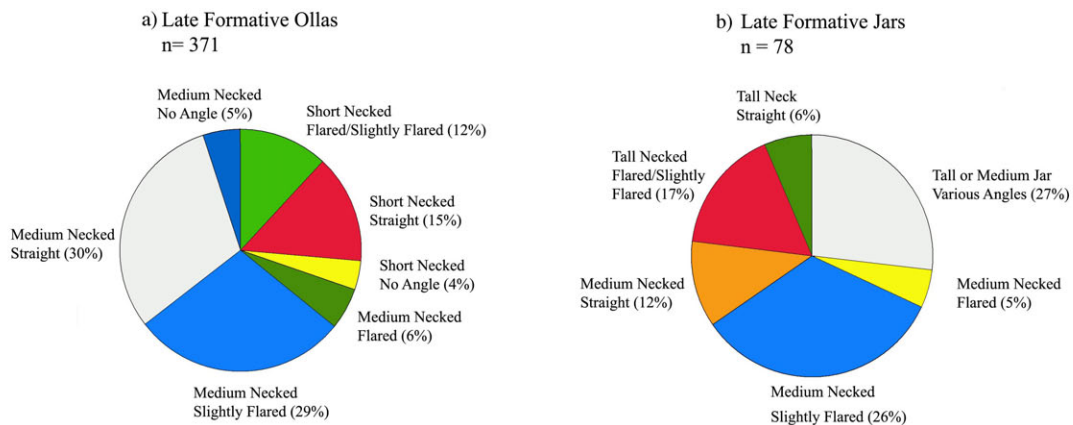 a) Late Formative Ollas
n= 371
Medium Necked
No Angle (5%)
Short Necked
Flared/Slightly Flared (12%)
Short Necked
Straight (15%)
Short Necked
No Angle (4%)
Medium Necked
Flared (6%)
Medium Necked
Slightly Flared (29%)
Medium Necked
Straight (30%)
b) Late Formative Jars
n = 78
Tall Neck
Straight (6%)
Tall or Medium Jar
Various Angles (27%)
Medium Necked
Flared (5%)
Medium Necked
Slightly Flared (26%)
Medium Necked
Straight (12%)
Tall Necked
Flared/Slightly
Flared (17%)